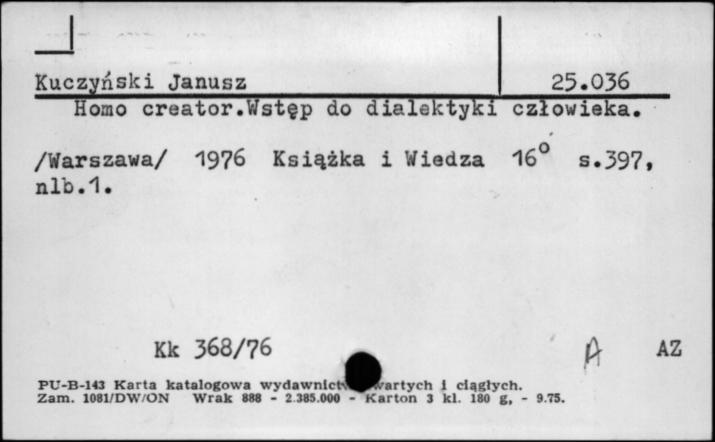 Kuczyński Janusz 25.036
Homo creator.Wstęp do dialektyki człowieka.
/Warszawa/ 1976 Książka i Wiedza 16° s.397,
nlb.1.
Kk 368/76 A AZ
PU-B-143 Karta katalogowa wydawnictw zwartych i ciągłych.
Zam. 1081/DW/ON Wrak 888 - 2.385.000 - Karton 3 kl. 180 g, - 9.75.